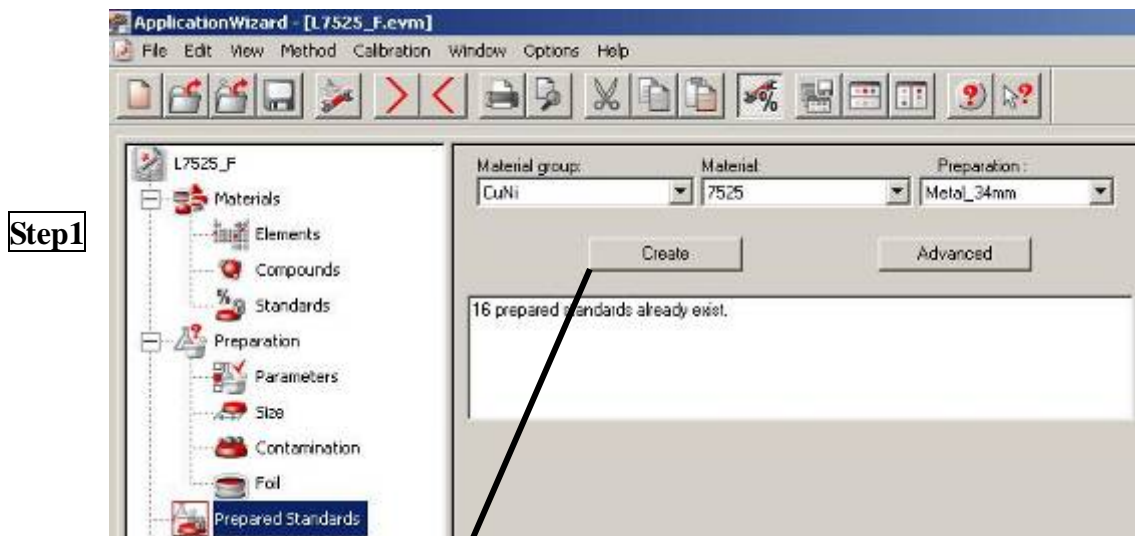 ApplicationWizard - [L7525_F.evm]
File Edit View Method Calibration Window Options Help
L7525_F
Materials
Elements
Compounds
Standards
Preparation
Parameters
Size
Contamination
Foil
Prepared Standards
Step1
Material group: Material: Preparation :
CuNi 7525 Metal_34mm
Create Advanced
16 prepared standards already exist.